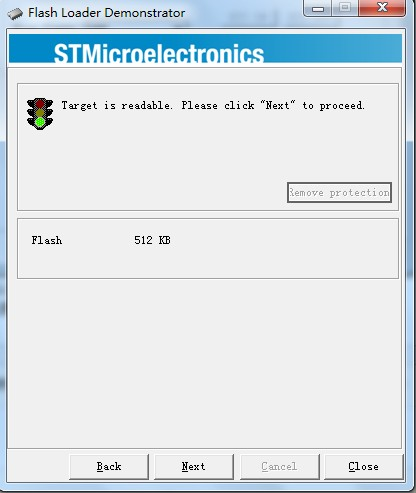 Flash Loader Demonstrator
STMicroelectronics
Target is readable. Please click "Next" to proceed.
Remove protection
Flash 512 KB
Back Next Cancel Close